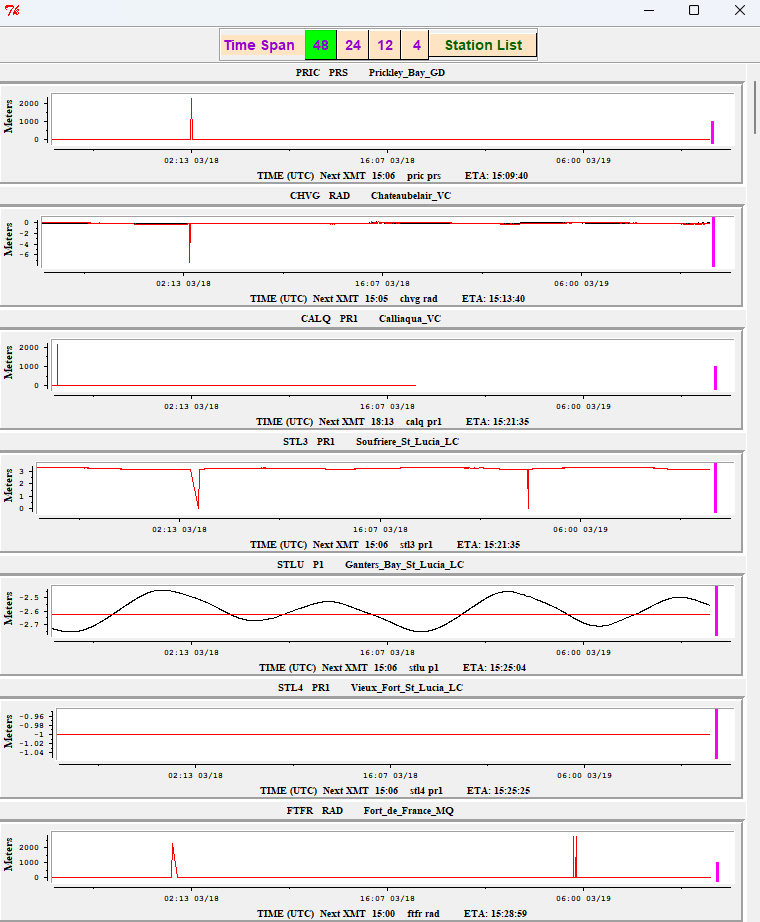 Time Span 48 24 12 4 Station List
PRIC PRS Prickley_Bay_GD
Meters
2000
1000
0
02:13 03/18 16:07 03/18 06:00 03/19
TIME (UTC) Next XMT 15:06 pric prs ETA: 15:09:40
CHVG RAD Chateaubelair_VC
Meters
0
-2
-4
-6
02:13 03/18 16:07 03/18 06:00 03/19
TIME (UTC) Next XMT 15:05 chvg rad ETA: 15:13:40
CALQ PR1 Calliaqua_VC
Meters
2000
1000
0
02:13 03/18 16:07 03/18 06:00 03/19
TIME (UTC) Next XMT 18:13 calq pr1 ETA: 15:21:35
STL3 PR1 Soufriere_St_Lucia_LC
Meters
3
2
1
0
02:13 03/18 16:07 03/18 06:00 03/19
TIME (UTC) Next XMT 15:06 stl3 pr1 ETA: 15:21:35
STLU P1 Ganters_Bay_St_Lucia_LC
Meters
-2.5
-2.6
-2.7
02:13 03/18 16:07 03/18 06:00 03/19
TIME (UTC) Next XMT 15:06 stlu p1 ETA: 15:25:04
STL4 PR1 Vieux_Fort_St_Lucia_LC
Meters
-0.96
-0.98
-1
-1.02
-1.04
02:13 03/18 16:07 03/18 06:00 03/19
TIME (UTC) Next XMT 15:06 stl4 pr1 ETA: 15:25:25
FTFR RAD Fort_de_France_MQ
Meters
2000
1000
0
02:13 03/18 16:07 03/18 06:00 03/19
TIME (UTC) Next XMT 15:00 ftfr rad ETA: 15:28:59